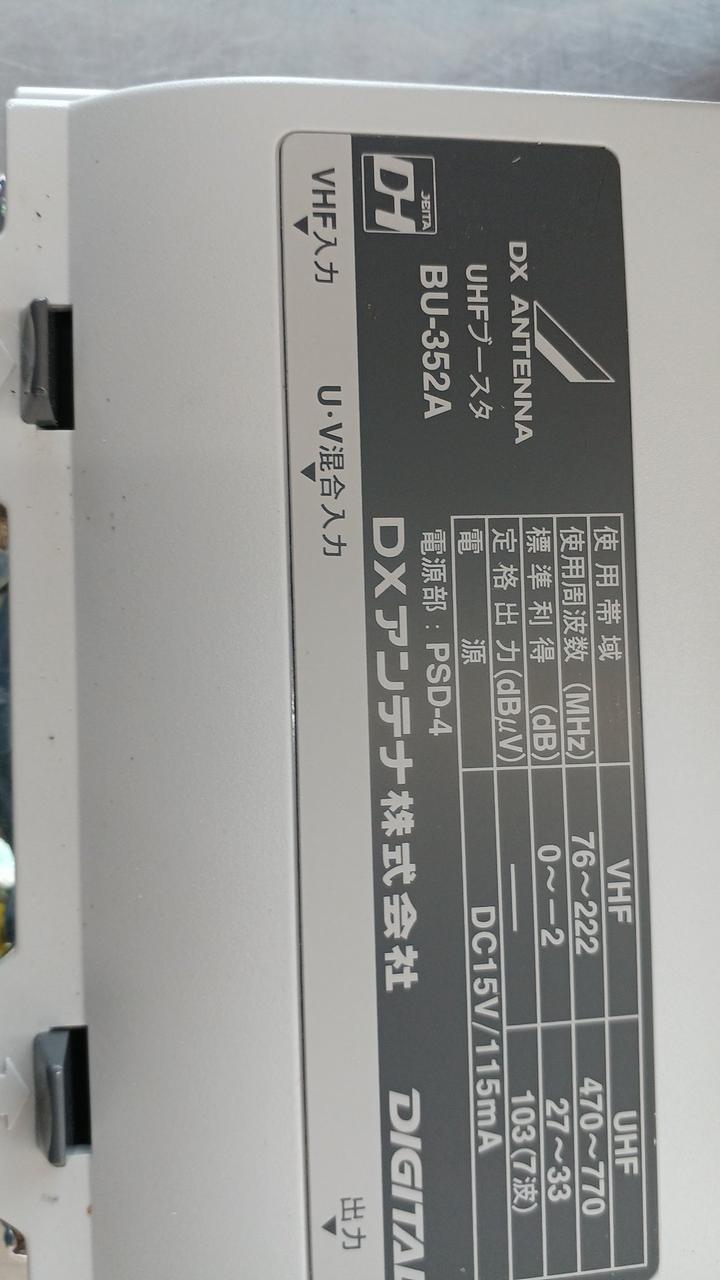 DX ANTENNA
UHFブースタ
BU-352A
JEITA
DH
使用帯域 VHF UHF
使用周波数 (MHz) 76～222 470～770
標準利得 (dB) 0～－2 27～33
定格出力(dBμV) ― 103(7波)
電源 DC15V/115mA
電源部：PSD-4
DXアンテナ株式会社
DIGITAL
VHF入力
U・V混合入力
出力